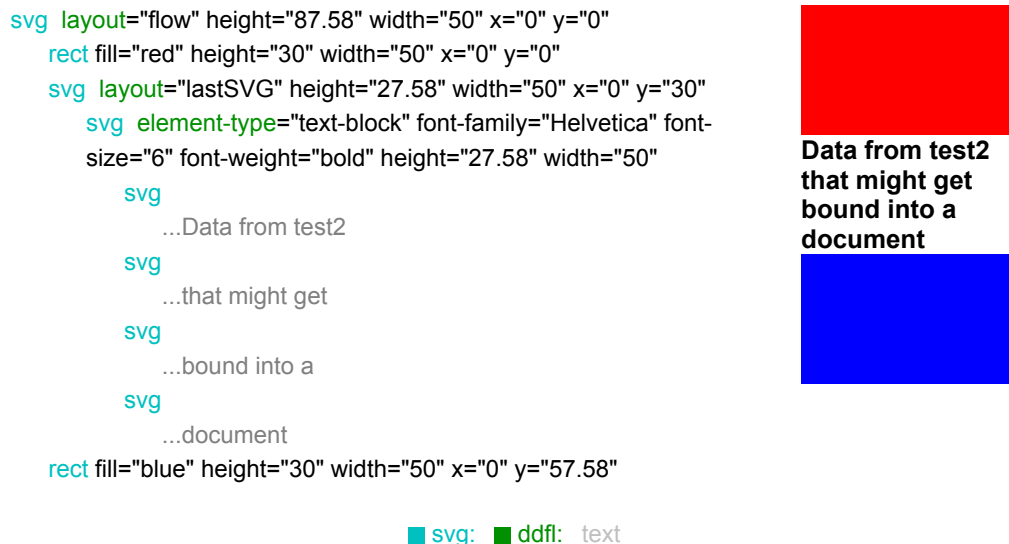 svg layout="flow" height="87.58" width="50" x="0" y="0"
rect fill="red" height="30" width="50" x="0" y="0"
svg layout="lastSVG" height="27.58" width="50" x="0" y="30"
svg element-type="text-block" font-family="Helvetica" font-
size="6" font-weight="bold" height="27.58" width="50"
svg
...Data from test2
svg
...that might get
svg
...bound into a
svg
...document
rect fill="blue" height="30" width="50" x="0" y="57.58"
Data from test2
that might get
bound into a
document
svg: ddfl: text